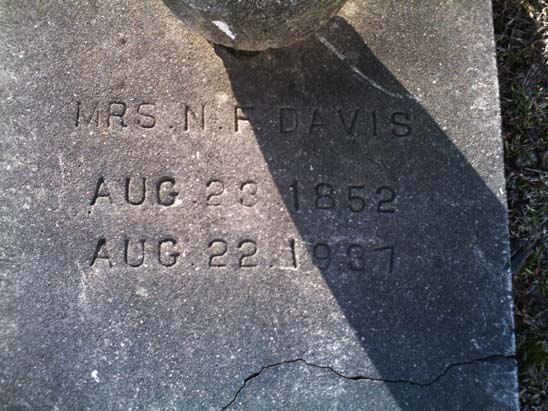 MRS. N. F. DAVIS
AUG. 23. 1852
AUG. 22. 1937